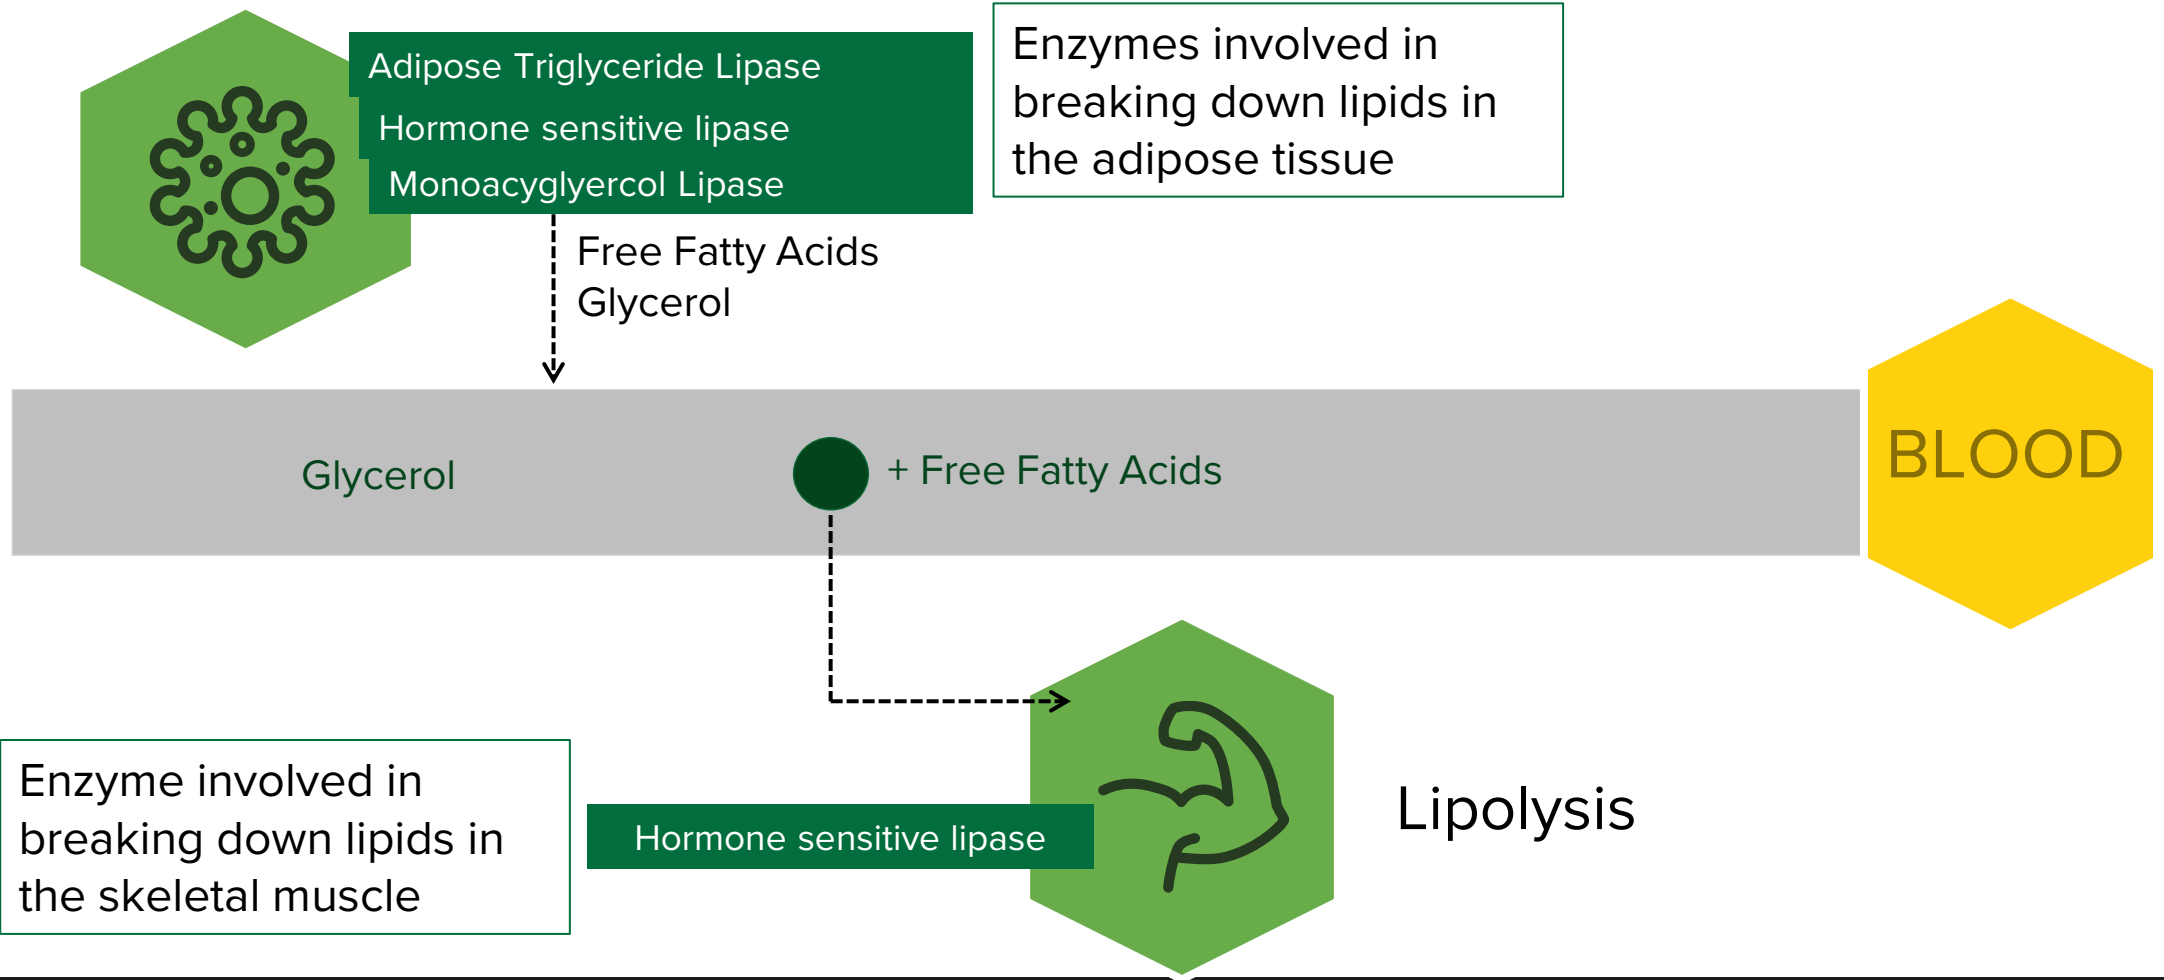 Adipose Triglyceride Lipase
Hormone sensitive lipase
Monoacyglyercol Lipase
Enzymes involved in
breaking down lipids in
the adipose tissue
Free Fatty Acids
Glycerol
Glycerol
+ Free Fatty Acids
BLOOD
Enzyme involved in
breaking down lipids in
the skeletal muscle
Hormone sensitive lipase
Lipolysis